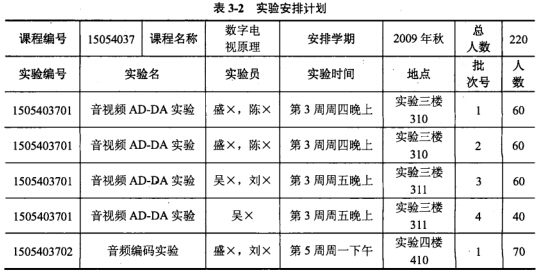 表 3-2 实验安排计划
课程编号 15054037 课程名称 数字电视原理 安排学期 2009 年秋 总人数 220
实验编号 实验名 实验员 实验时间 地点 批次号 人数
1505403701 音视频 AD-DA 实验 盛×，陈× 第 3 周周四晚上 实验三楼 310 1 60
1505403701 音视频 AD-DA 实验 盛×，陈× 第 3 周周四晚上 实验三楼 310 2 60
1505403701 音视频 AD-DA 实验 吴×，刘× 第 3 周周五晚上 实验三楼 311 3 60
1505403701 音视频 AD-DA 实验 吴× 第 3 周周五晚上 实验三楼 311 4 40
1505403702 音频编码实验 盛×，刘× 第 5 周周一下午 实验四楼 410 1 70